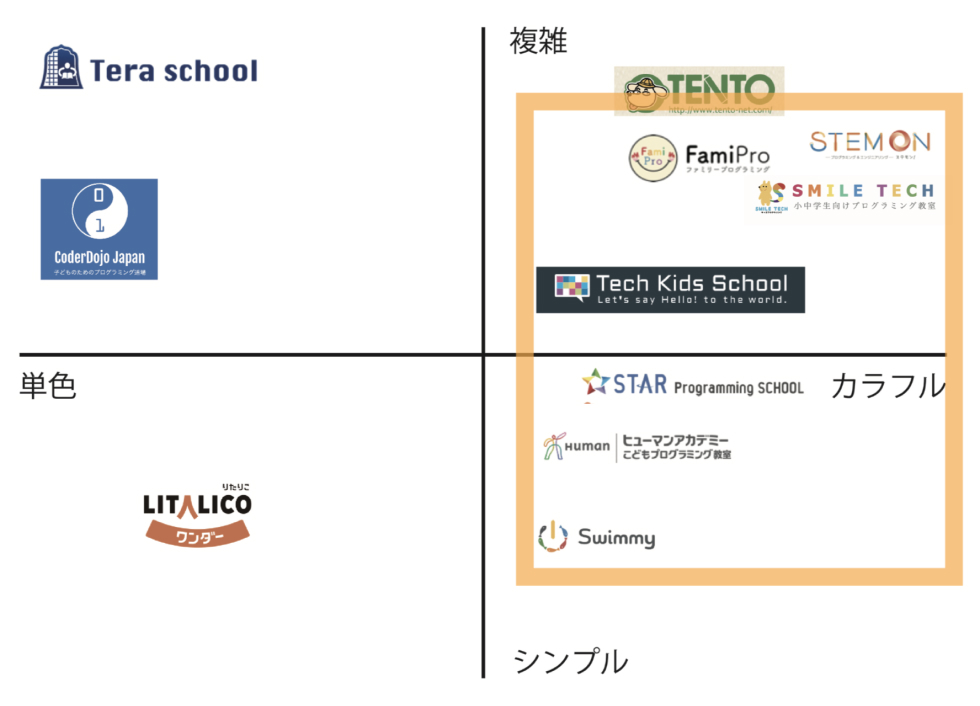 複雑
Tera school
TENTO
http://www.tento-net.com/
Fami
Pro
FamiPro
ファミリープログラミング
STEMON
SMILE TECH
小中学生向けプログラミング教室
SMILE TECH
0
1
CoderDojo Japan
子どものためのプログラミング道場
Tech Kids School
Let's say Hello! to the world.
単色
STAR Programming SCHOOL
カラフル
Human
ヒューマンアカデミー
こどもプログラミング教室
りたりこ
LITALICO
ワンダー
Swimmy
シンプル